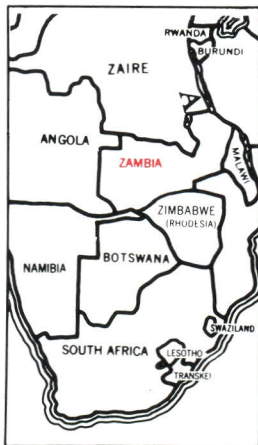 RWANDA
BURUNDI
ZAIRE
ANGOLA
ZAMBIA
MALAWI
ZIMBABWE
(RHODESIA)
BOTSWANA
NAMIBIA
SWAZILAND
SOUTH AFRICA
LESOTHO
TRANSKEI